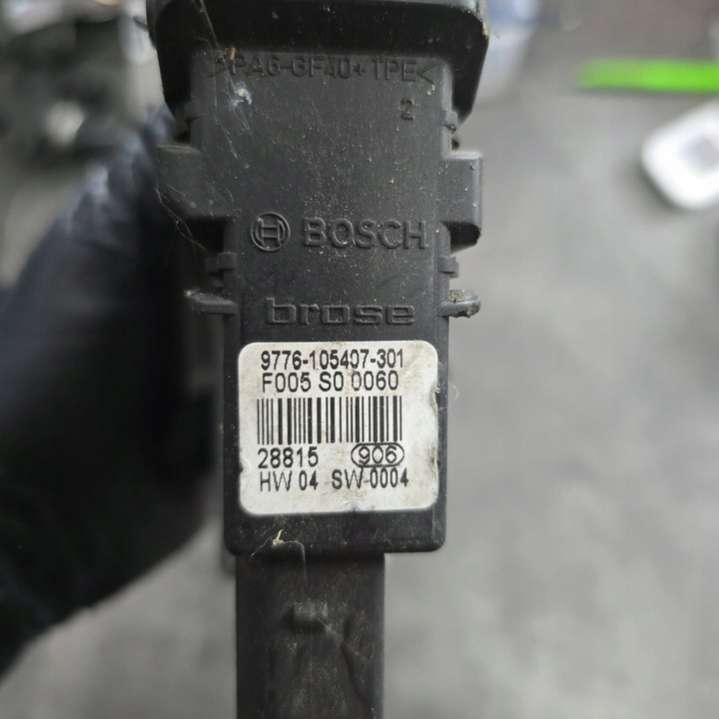 >PA6-GF40+TPE<
2
BOSCH
brose
9776-105407-301
F005 S0 0060
28815 906
HW 04 SW 0004